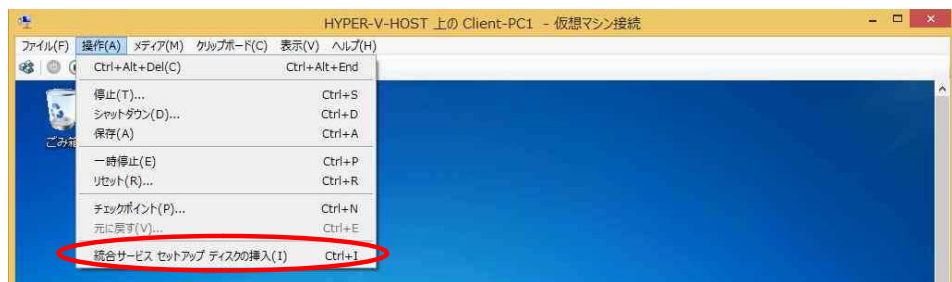 HYPER-V-HOST 上の Client-PC1 - 仮想マシン接続
ファイル(F) 操作(A) メディア(M) クリップボード(C) 表示(V) ヘルプ(H)
Ctrl+Alt+Del(C) Ctrl+Alt+End
停止(T)... Ctrl+S
シャットダウン(D)... Ctrl+D
保存(A) Ctrl+A
一時停止(E) Ctrl+P
リセット(R)... Ctrl+R
チェックポイント(P)... Ctrl+N
元に戻す(V)... Ctrl+E
統合サービス セットアップ ディスクの挿入(I) Ctrl+I
ごみ箱